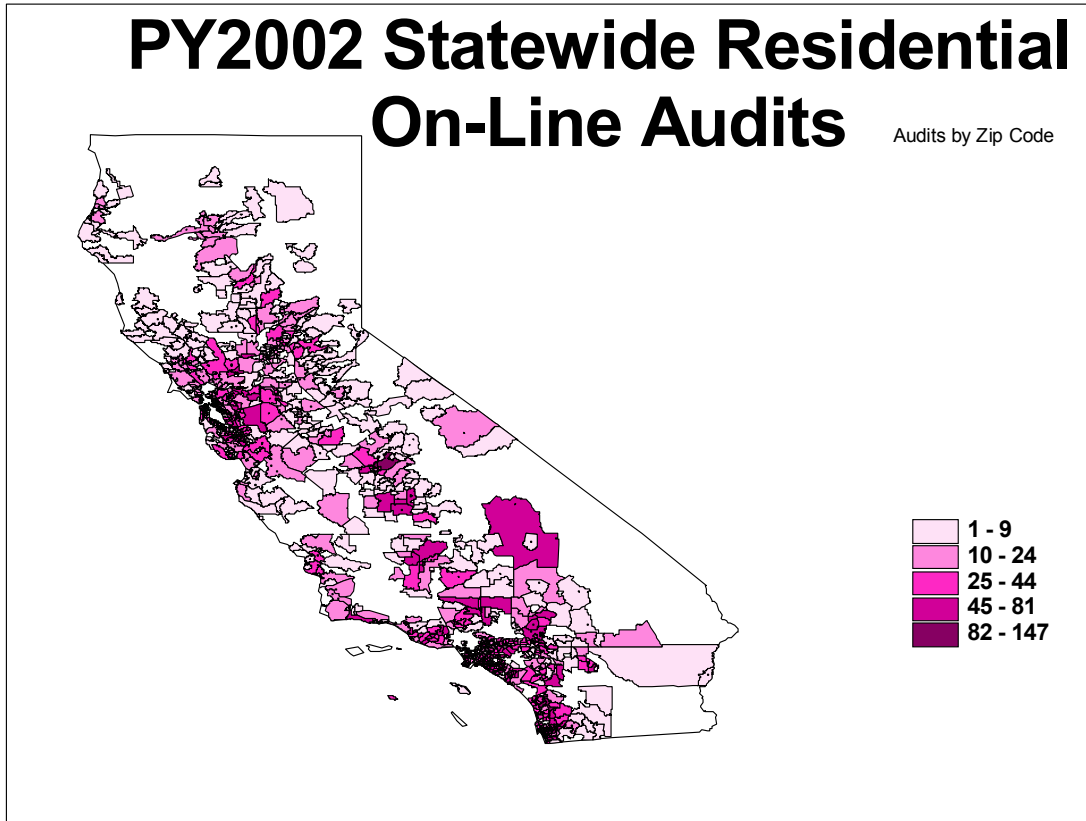 PY2002 Statewide Residential
On-Line Audits
Audits by Zip Code
1 - 9
10 - 24
25 - 44
45 - 81
82 - 147